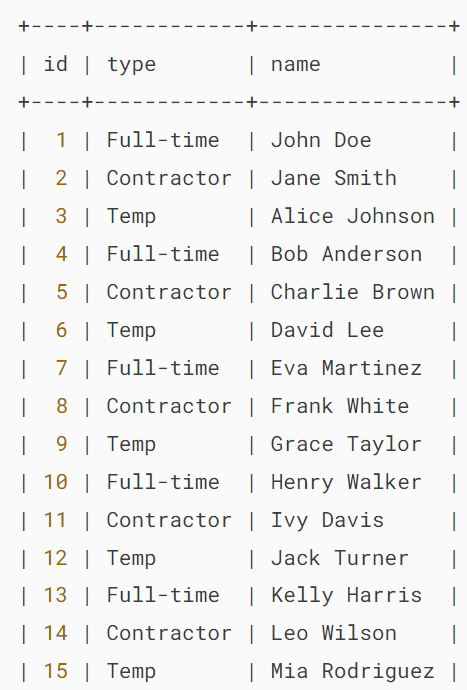 +----+------------+---------------+
| id | type       | name          |
+----+------------+---------------+
|  1 | Full-time  | John Doe      |
|  2 | Contractor | Jane Smith    |
|  3 | Temp       | Alice Johnson |
|  4 | Full-time  | Bob Anderson  |
|  5 | Contractor | Charlie Brown |
|  6 | Temp       | David Lee     |
|  7 | Full-time  | Eva Martinez  |
|  8 | Contractor | Frank White   |
|  9 | Temp       | Grace Taylor  |
| 10 | Full-time  | Henry Walker  |
| 11 | Contractor | Ivy Davis     |
| 12 | Temp       | Jack Turner   |
| 13 | Full-time  | Kelly Harris  |
| 14 | Contractor | Leo Wilson    |
| 15 | Temp       | Mia Rodriguez |